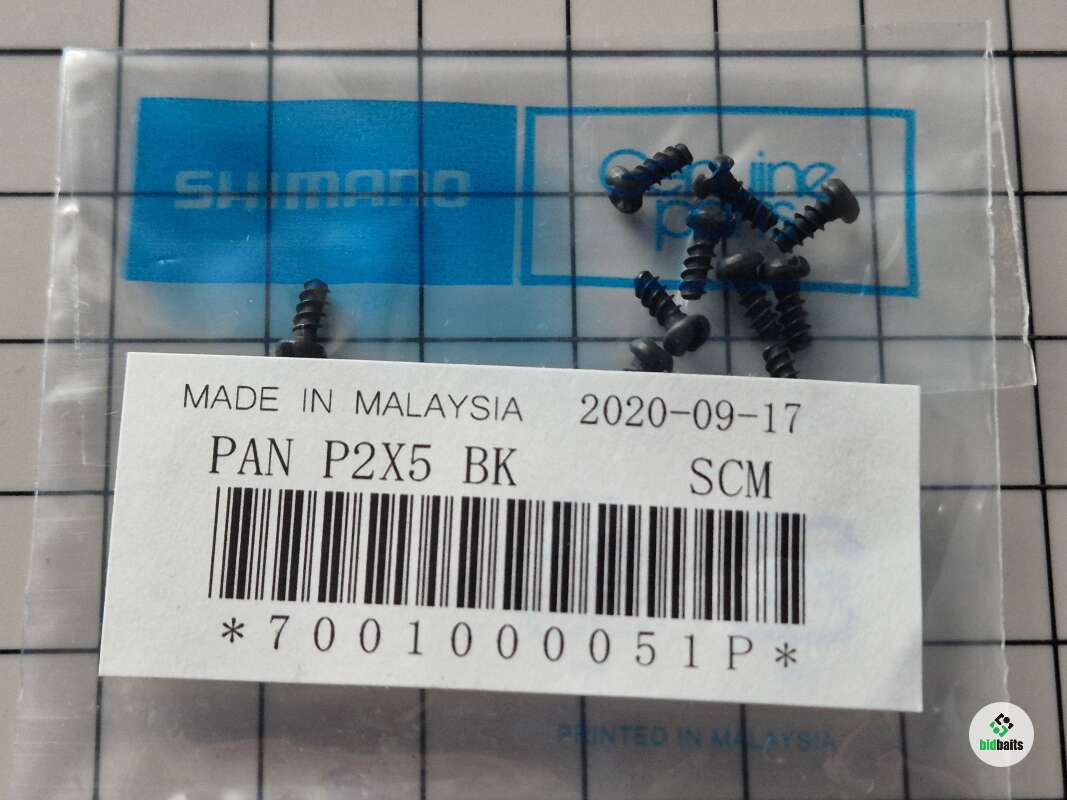 SHIMANO
Genuine
parts
MADE IN MALAYSIA 2020-09-17
PAN P2X5 BK SCM
*7001000051P*
PRINTED IN MALAYSIA
bidbaits